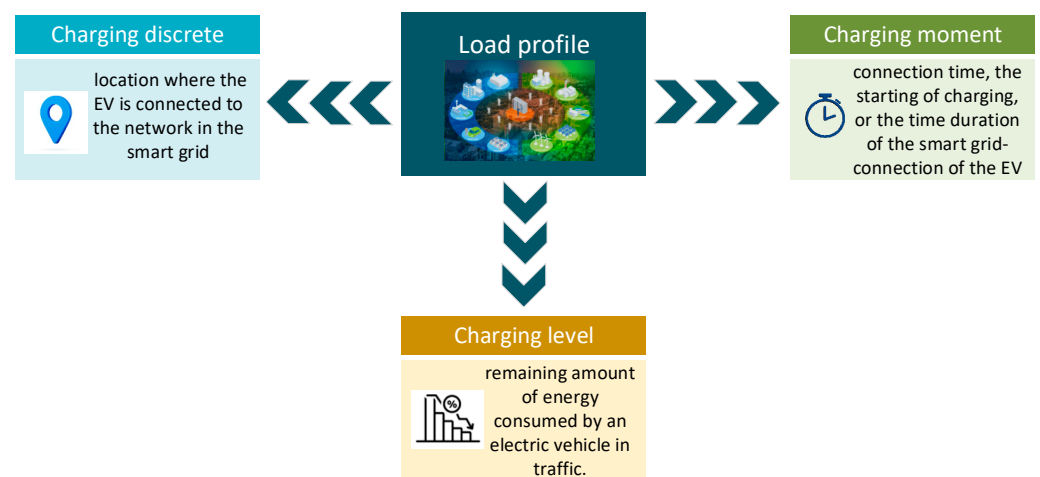 Charging discrete
location where the
EV is connected to
the network in the
smart grid
Load profile
Charging moment
connection time, the
starting of charging,
or the time duration
of the smart grid-
connection of the EV
Charging level
%
remaining amount
of energy
consumed by an
electric vehicle in
traffic.